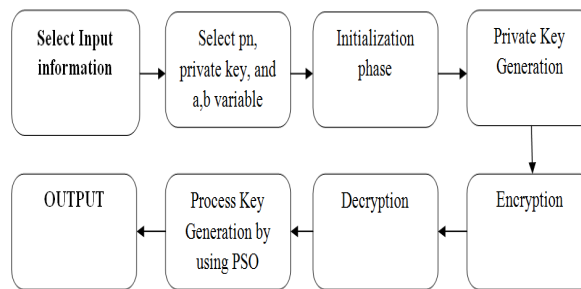 Select Input
information
Select pn,
private key, and
a,b variable
Initialization
phase
Private Key
Generation
OUTPUT
Process Key
Generation by
using PSO
Decryption
Encryption